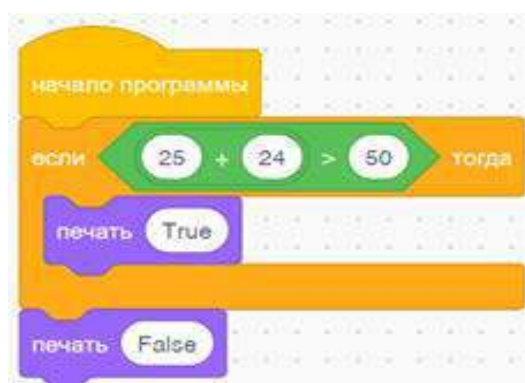 начало программы
если 25 + 24 > 50 тогда
печать True
печать False